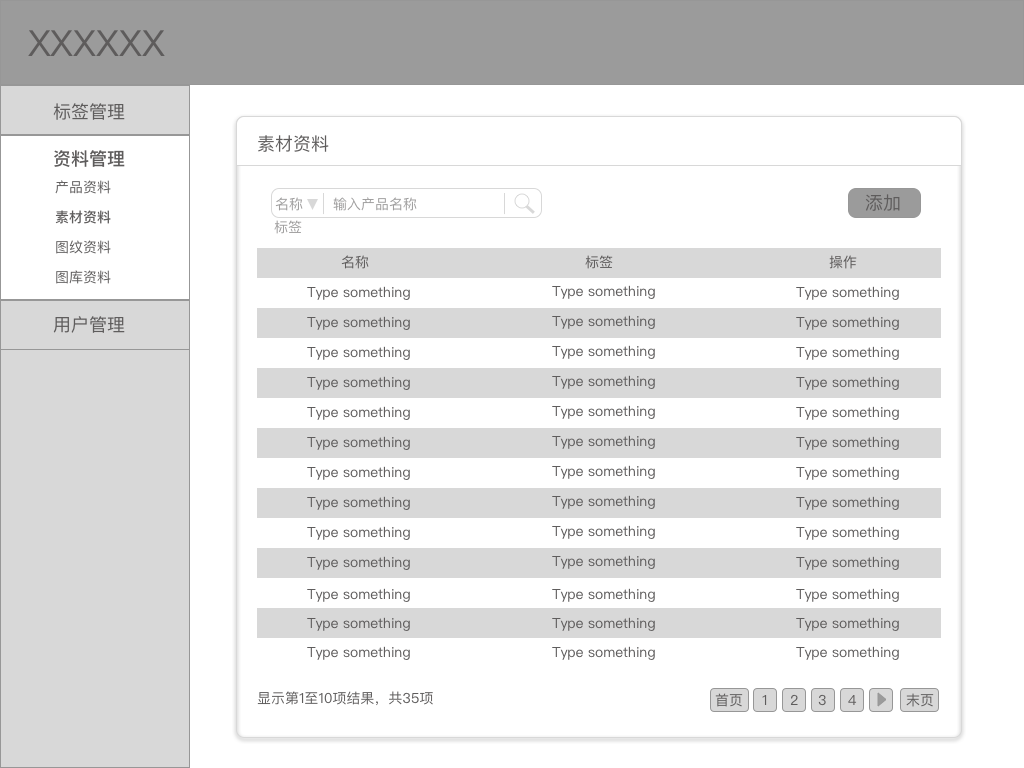 XXXXXX
标签管理
资料管理
产品资料
素材资料
图纹资料
图库资料
用户管理
素材资料
名称 输入产品名称 添加
标签
名称 标签 操作
Type something Type something Type something
Type something Type something Type something
Type something Type something Type something
Type something Type something Type something
Type something Type something Type something
Type something Type something Type something
Type something Type something Type something
Type something Type something Type something
Type something Type something Type something
Type something Type something Type something
Type something Type something Type something
Type something Type something Type something
Type something Type something Type something
显示第1至10项结果，共35项 首页 1 2 3 4 末页